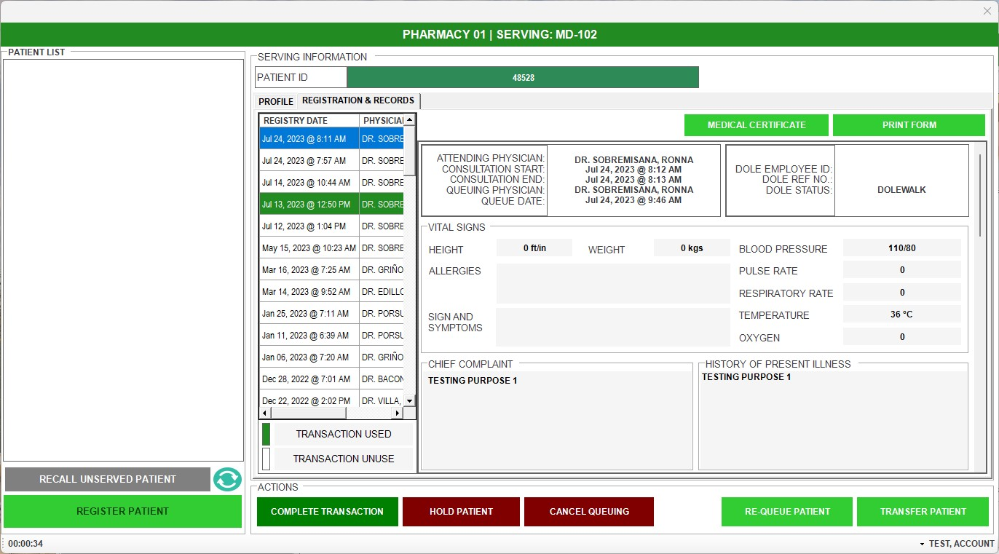 PHARMACY 01 | SERVING: MD-102
PATIENT LIST
RECALL UNSERVED PATIENT
REGISTER PATIENT
SERVING INFORMATION
PATIENT ID 48528
PROFILE REGISTRATION & RECORDS
REGISTRY DATE PHYSICIA
Jul 24, 2023 @ 8:11 AM DR. SOBRE
Jul 24, 2023 @ 7:57 AM DR. SOBRE
Jul 14, 2023 @ 10:44 AM DR. SOBRE
Jul 13, 2023 @ 12:50 PM DR. SOBRE
Jul 12, 2023 @ 1:04 PM DR. SOBRE
May 15, 2023 @ 10:23 AM DR. SOBRE
Mar 16, 2023 @ 7:25 AM DR. GRIÑO
Mar 14, 2023 @ 9:52 AM DR. EDILLO
Jan 25, 2023 @ 7:11 AM DR. PORSU
Jan 11, 2023 @ 6:39 AM DR. PORSU
Jan 06, 2023 @ 7:20 AM DR. GRIÑO
Dec 28, 2022 @ 7:01 AM DR. BACON
Dec 22, 2022 @ 2:02 PM DR. VILLA,
TRANSACTION USED
TRANSACTION UNUSE
MEDICAL CERTIFICATE PRINT FORM
ATTENDING PHYSICIAN: DR. SOBREMISANA, RONNA
CONSULTATION START: Jul 24, 2023 @ 8:12 AM
CONSULTATION END: Jul 24, 2023 @ 8:13 AM
QUEUING PHYSICIAN: DR. SOBREMISANA, RONNA
QUEUE DATE: Jul 24, 2023 @ 9:46 AM
DOLE EMPLOYEE ID:
DOLE REF NO.:
DOLE STATUS: DOLEWALK
VITAL SIGNS
HEIGHT 0 ft/in WEIGHT 0 kgs
ALLERGIES
SIGN AND
SYMPTOMS
BLOOD PRESSURE 110/80
PULSE RATE 0
RESPIRATORY RATE 0
TEMPERATURE 36 °C
OXYGEN 0
CHIEF COMPLAINT
TESTING PURPOSE 1
HISTORY OF PRESENT ILLNESS
TESTING PURPOSE 1
ACTIONS
COMPLETE TRANSACTION HOLD PATIENT CANCEL QUEUING RE-QUEUE PATIENT TRANSFER PATIENT
00:00:34 TEST, ACCOUNT